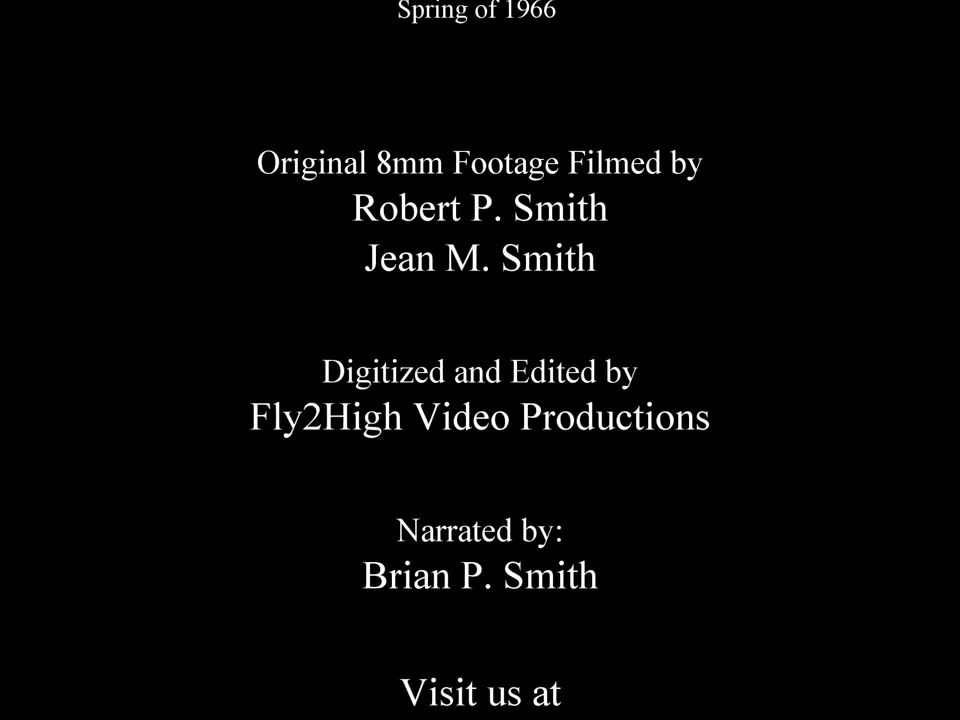 Spring of 1966
Original 8mm Footage Filmed by
Robert P. Smith
Jean M. Smith
Digitized and Edited by
Fly2High Video Productions
Narrated by:
Brian P. Smith
Visit us at